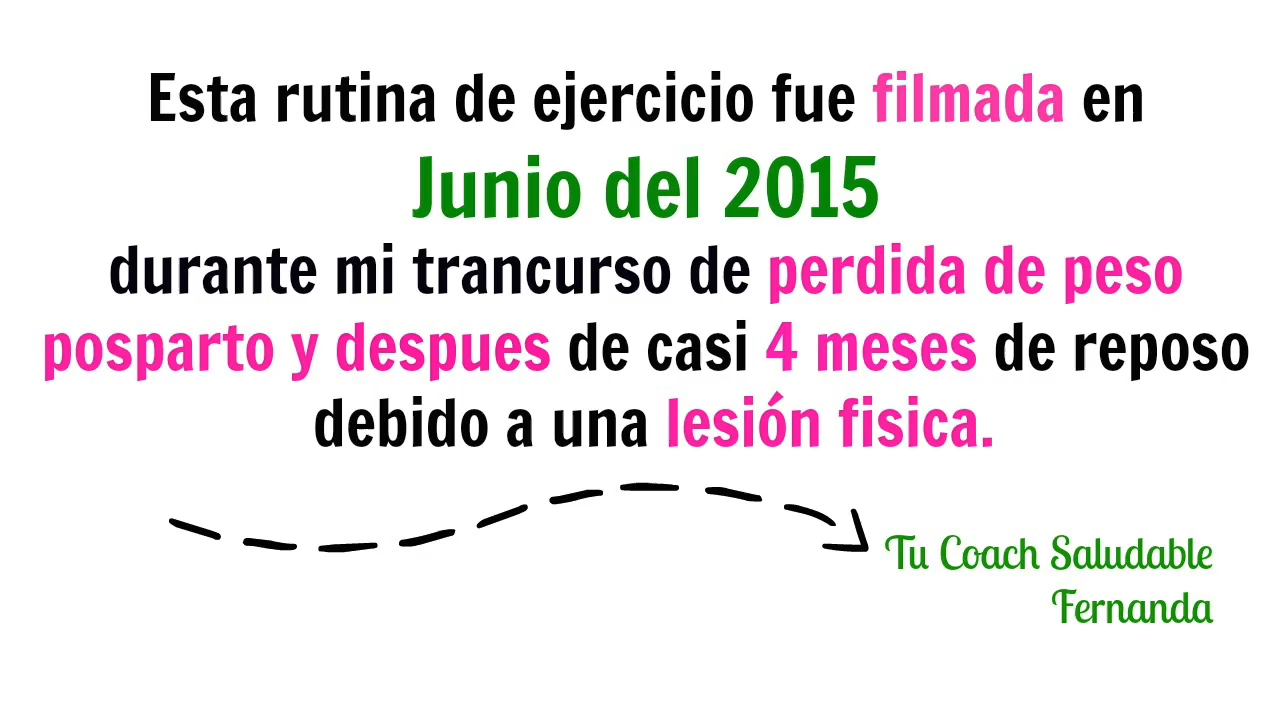 Esta rutina de ejercicio fue filmada en
Junio del 2015
durante mi trancurso de perdida de peso
posparto y despues de casi 4 meses de reposo
debido a una lesión fisica.
Tu Coach Saludable
Fernanda